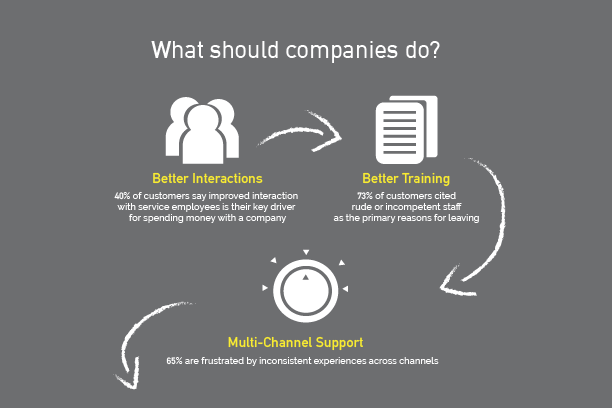 What should companies do?
Better Interactions
40% of customers say improved interaction
with service employees is their key driver
for spending money with a company
Better Training
73% of customers cited
rude or incompetent staff
as the primary reasons for leaving
Multi-Channel Support
65% are frustrated by inconsistent experiences across channels